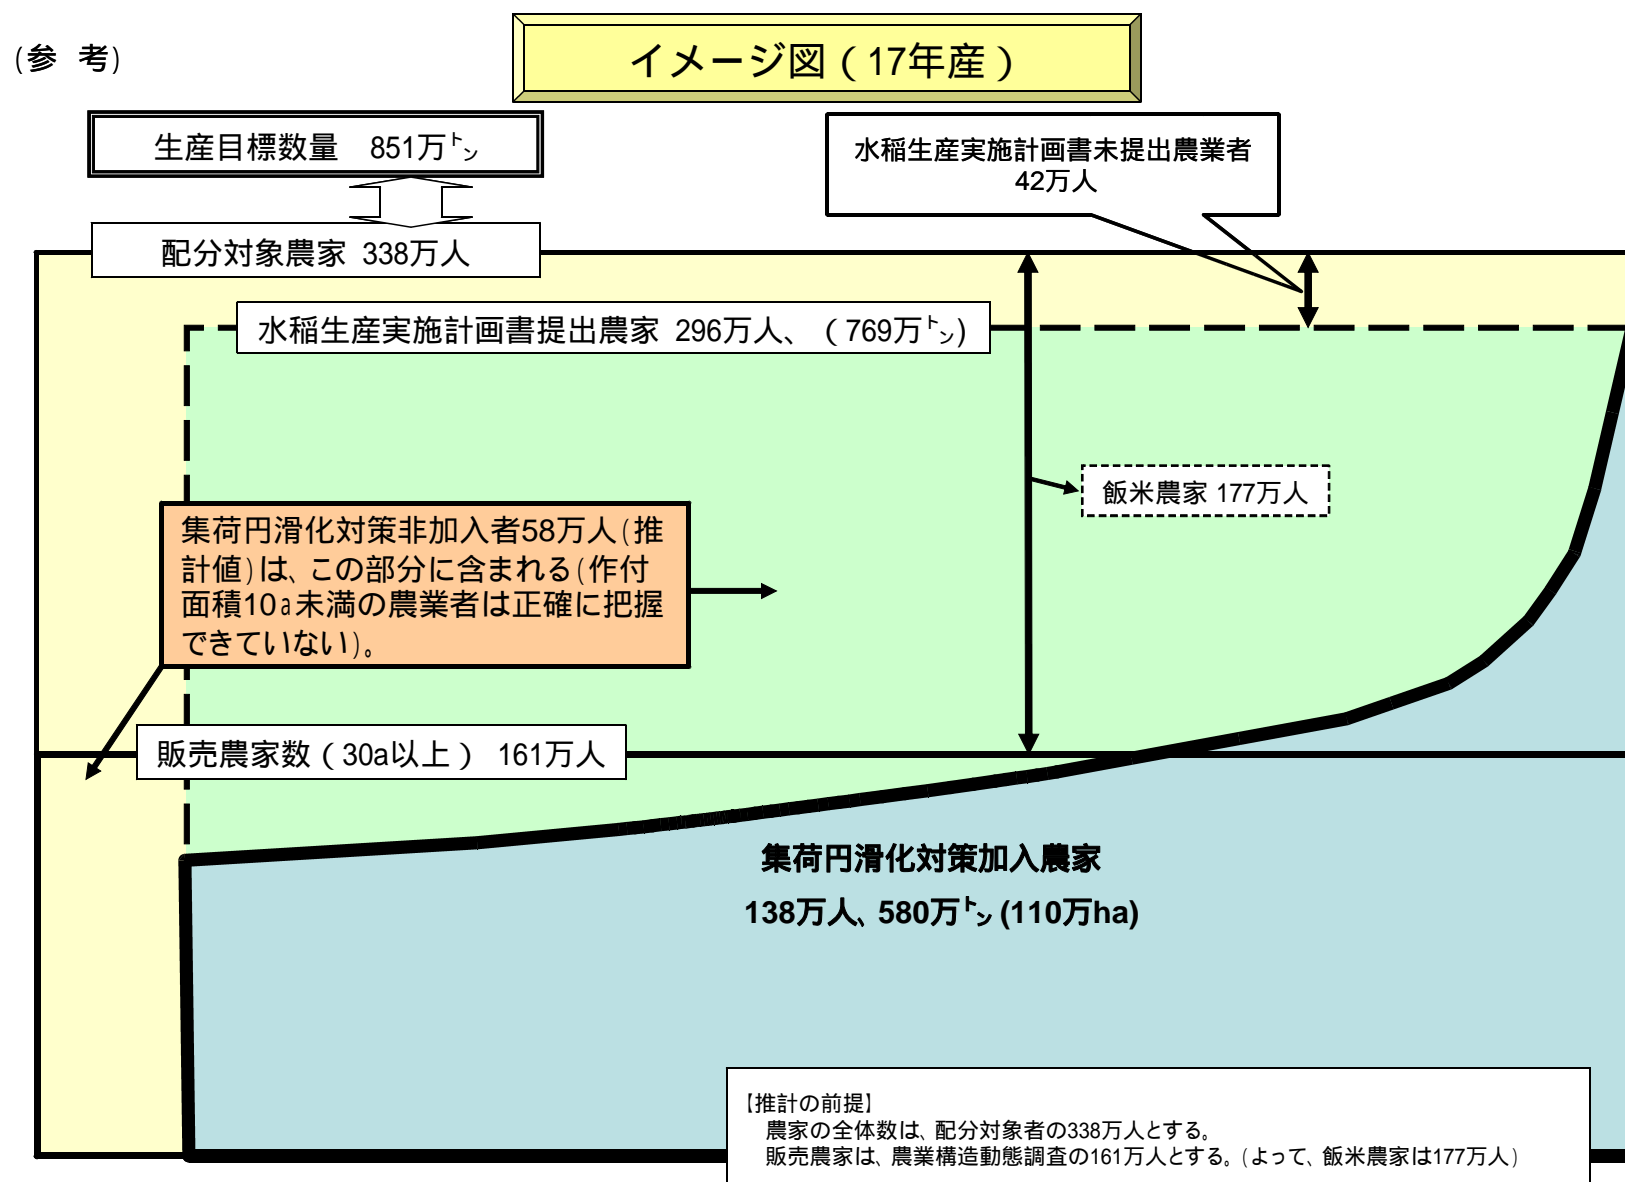 (参 考)
イメージ図(17年産)
生産目標数量 851万㌧
水稲生産実施計画書未提出農業者
42万人
配分対象農家 338万人
水稲生産実施計画書提出農家 296万人、(769万㌧)
飯米農家 177万人
集荷円滑化対策非加入者58万人(推
計値)は、この部分に含まれる(作付
面積10a未満の農業者は正確に把握
できていない)。
販売農家数(30a以上) 161万人
集荷円滑化対策加入農家
138万人、580万㌧(110万ha)
【推計の前提】
農家の全体数は、配分対象者の338万人とする。
販売農家は、農業構造動態調査の161万人とする。(よって、飯米農家は177万人)